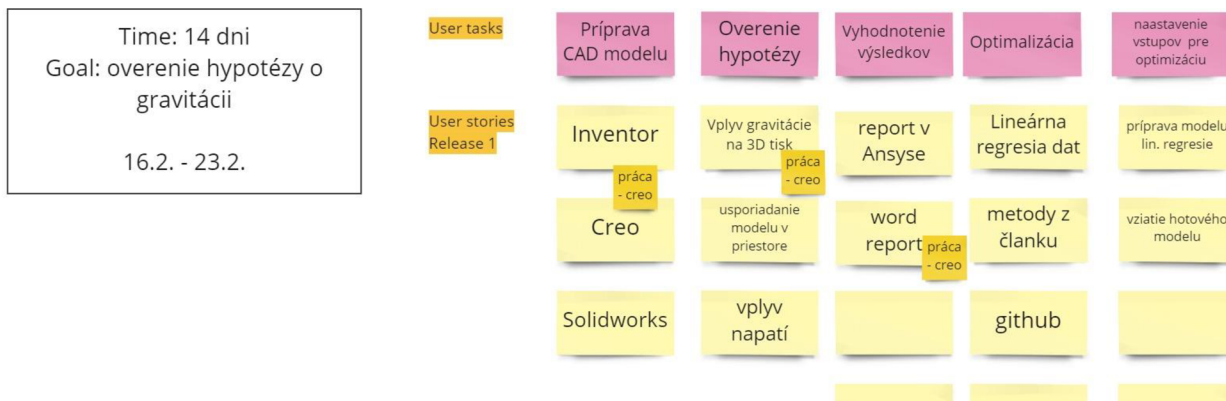 Time: 14 dni
Goal: overenie hypotézy o
gravitácii
16.2. - 23.2.
User tasks
Príprava
CAD modelu
Overenie
hypotézy
Vyhodnotenie
výsledkov
Optimalizácia
naastavenie
vstupov pre
optimizáciu
User stories
Release 1
Inventor
práca
- creo
Vplyv gravitácie
na 3D tisk
práca
- creo
report v
Ansyse
Lineárna
regresia dat
príprava modelu
lin. regresie
Creo
usporiadanie
modelu v
priestore
word
report
práca
- creo
metody z
članku
vziatie hotového
modelu
Solidworks
vplyv
napatí
github